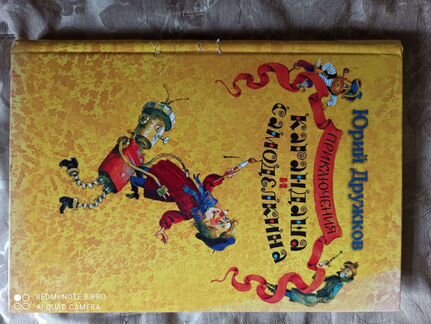 Юрий Дружков
ПРИКЛЮЧЕНИЯ
КАРАНДАША
И
САМОДЕЛКИНА
REDMI NOTE 8 PRO
AI QUAD CAMERA